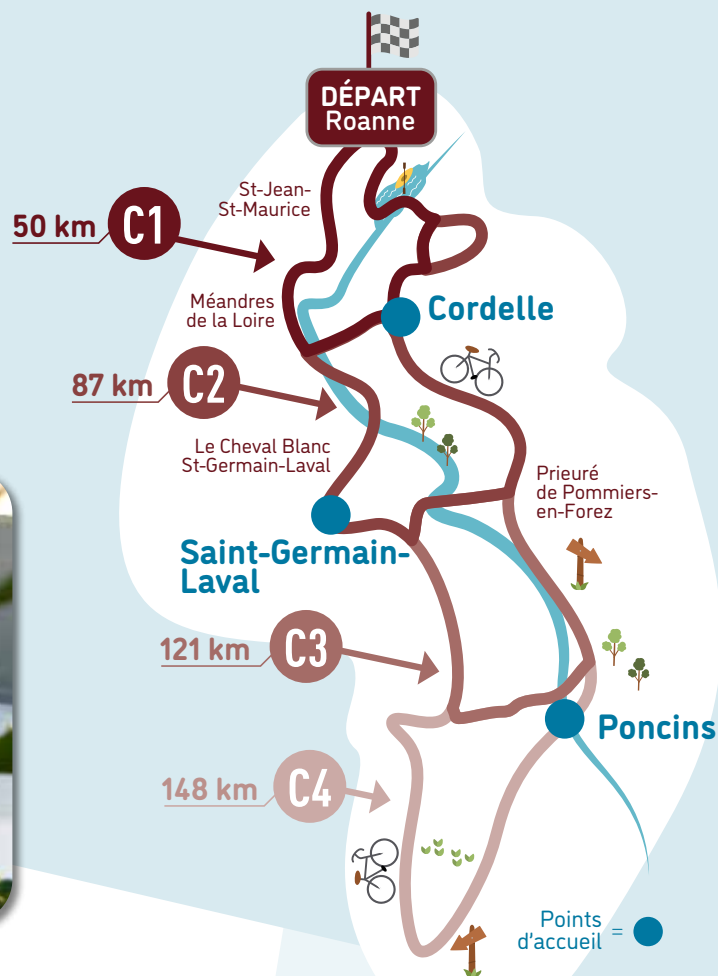 DÉPART
Roanne
St-Jean-
St-Maurice
50 km
C1
Méandres
de la Loire
Cordelle
87 km
C2
Le Cheval Blanc
St-Germain-Laval
Prieuré
de Pommiers-
en-Forez
Saint-Germain-
Laval
121 km
C3
Poncins
148 km
C4
Points
d'accueil =